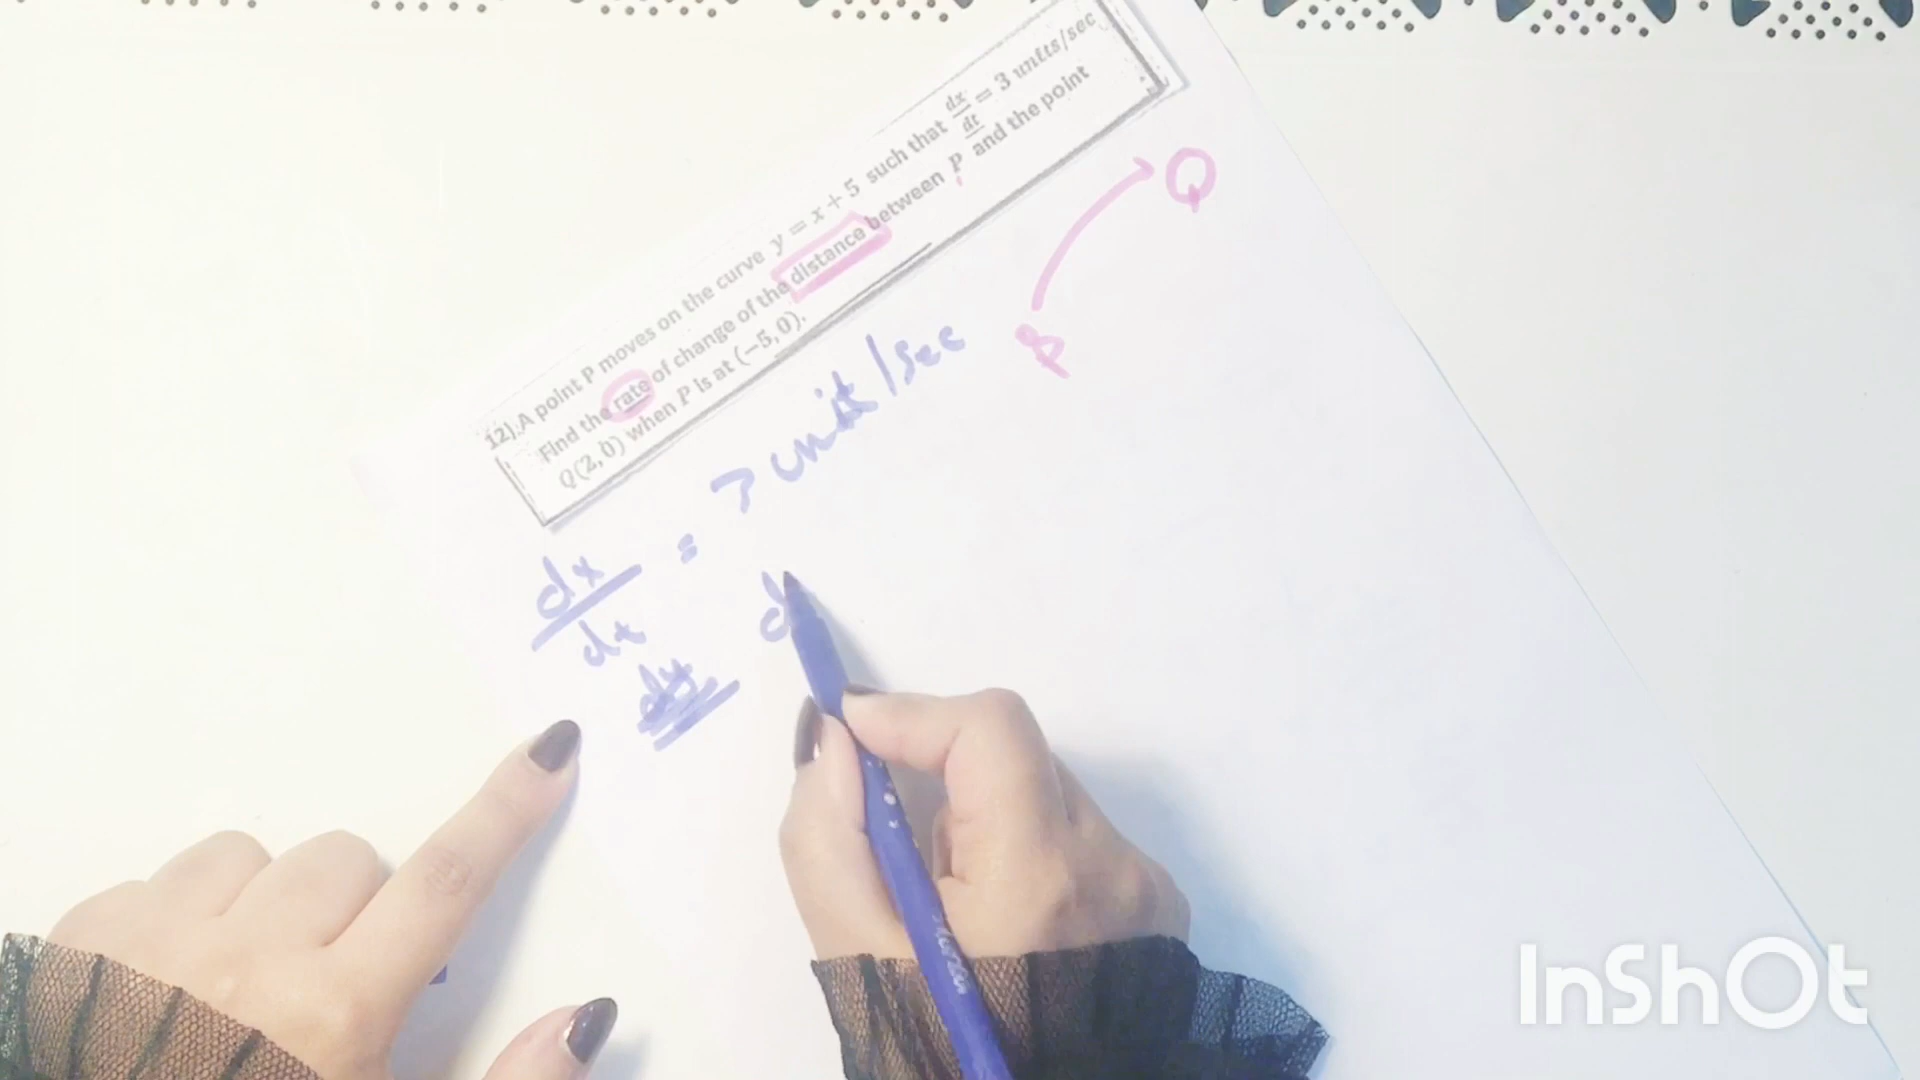 12) A point P moves on the curve y = x + 5 such that dx/dt = 3 units/sec
Find the rate of change of the distance between P and the point
Q(2, 0) when P is at (−5, 0).
Q
P
dx/dt = 7 unit/sec
dy
d
InShOt